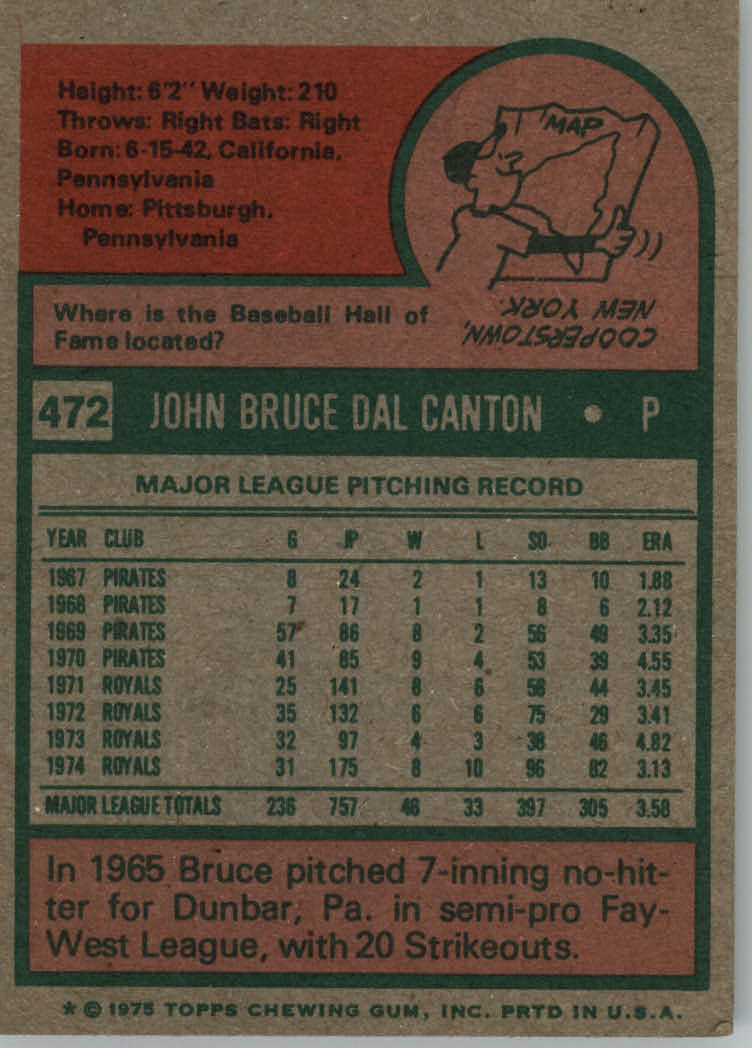 Height: 6'2" Weight: 210
Throws: Right Bats: Right
Born: 6-15-42, California,
Pennsylvania
Home: Pittsburgh,
Pennsylvania
MAP
Where is the Baseball Hall of
Fame located?
COOPERSTOWN,
NEW YORK.
472 JOHN BRUCE DAL CANTON • P
MAJOR LEAGUE PITCHING RECORD
YEAR CLUB G IP W L SO BB ERA
1967 PIRATES 8 24 2 1 13 10 1.88
1968 PIRATES 7 17 1 1 8 6 2.12
1969 PIRATES 57 86 8 2 56 49 3.35
1970 PIRATES 41 85 9 4 53 39 4.55
1971 ROYALS 25 141 8 6 58 44 3.45
1972 ROYALS 35 132 6 6 75 29 3.41
1973 ROYALS 32 97 4 3 38 46 4.82
1974 ROYALS 31 175 8 10 96 82 3.13
MAJOR LEAGUE TOTALS 236 757 46 33 397 305 3.58
In 1965 Bruce pitched 7-inning no-hit-
ter for Dunbar, Pa. in semi-pro Fay-
West League, with 20 Strikeouts.
* © 1975 TOPPS CHEWING GUM, INC. PRTD IN U.S.A.